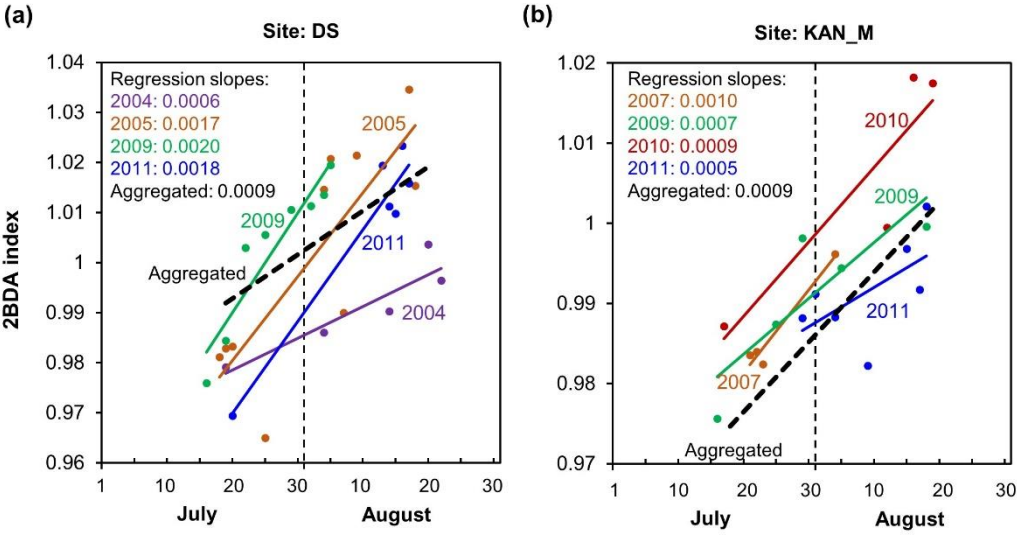 (a)
Site: DS
2BDA index
1.04
1.03
1.02
1.01
1
0.99
0.98
0.97
0.96
Regression slopes:
2004: 0.0006
2005: 0.0017
2009: 0.0020
2011: 0.0018
Aggregated: 0.0009
2005
2009
2011
Aggregated
2004
1 10 20 30 10 20 30
July August
(b)
Site: KAN_M
1.02
1.01
1
0.99
0.98
0.97
Regression slopes:
2007: 0.0010
2009: 0.0007
2010: 0.0009
2011: 0.0005
Aggregated: 0.0009
2010
2009
2011
2007
Aggregated
1 10 20 30 10 20 30
July August